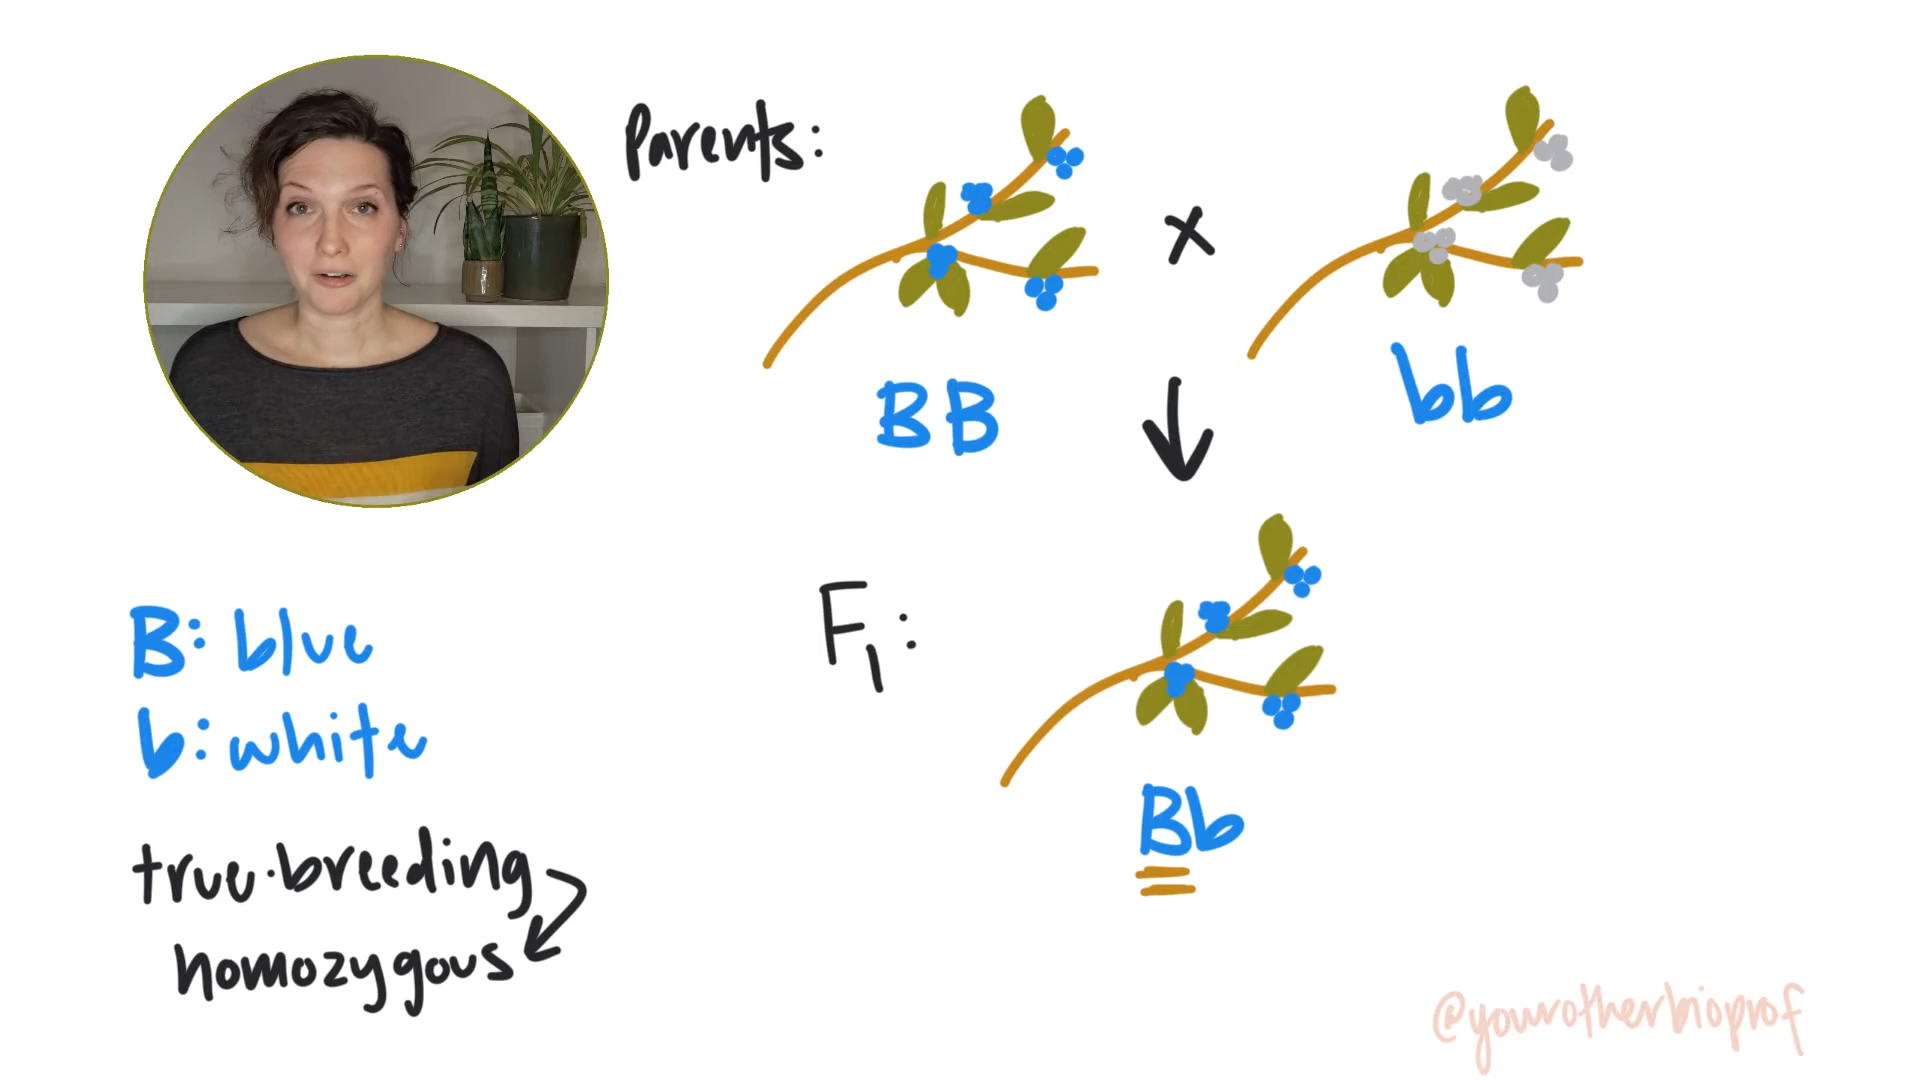 Parents:
x
BB
bb
F1:
Bb
B: blue
b: white
true-breeding
homozygous
@yourotherbioprof